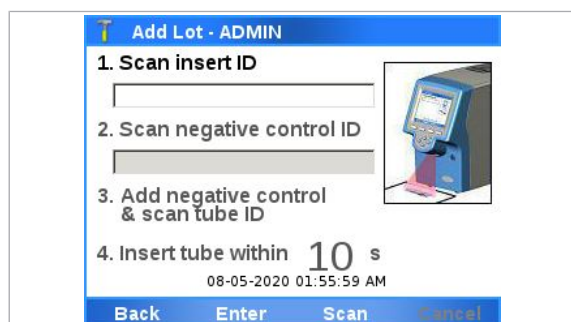 Add Lot - ADMIN
1. Scan insert ID
2. Scan negative control ID
3. Add negative control
& scan tube ID
4. Insert tube within 10 s
08-05-2020 01:55:59 AM
Back Enter Scan Cancel